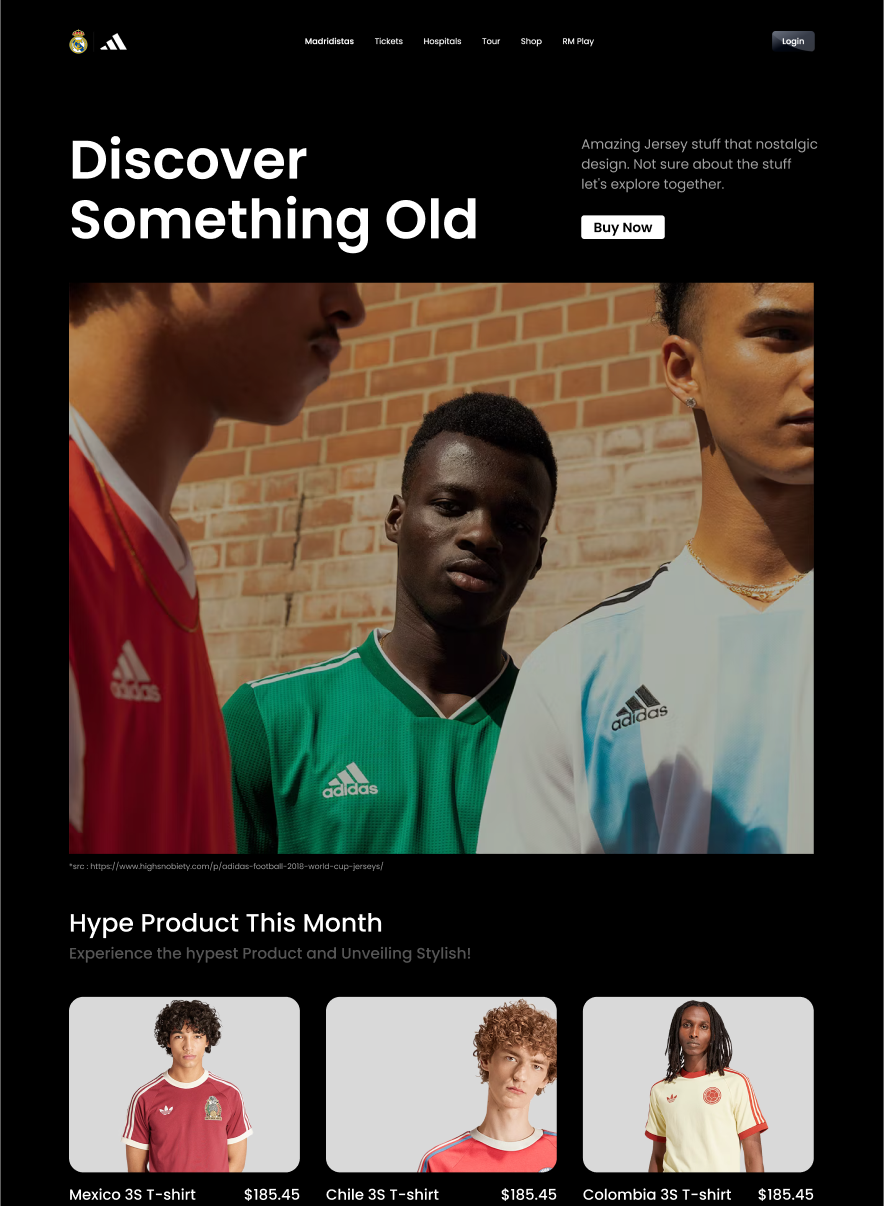 Madridistas Tickets Hospitals Tour Shop RM Play Login
Discover
Something Old
Amazing Jersey stuff that nostalgic
design. Not sure about the stuff
let's explore together.
Buy Now
adidas
adidas
adidas
*src : https://www.highsnobiety.com/p/adidas-football-2018-world-cup-jerseys/
Hype Product This Month
Experience the hypest Product and Unveiling Stylish!
Mexico 3S T-shirt $185.45
Chile 3S T-shirt $185.45
Colombia 3S T-shirt $185.45